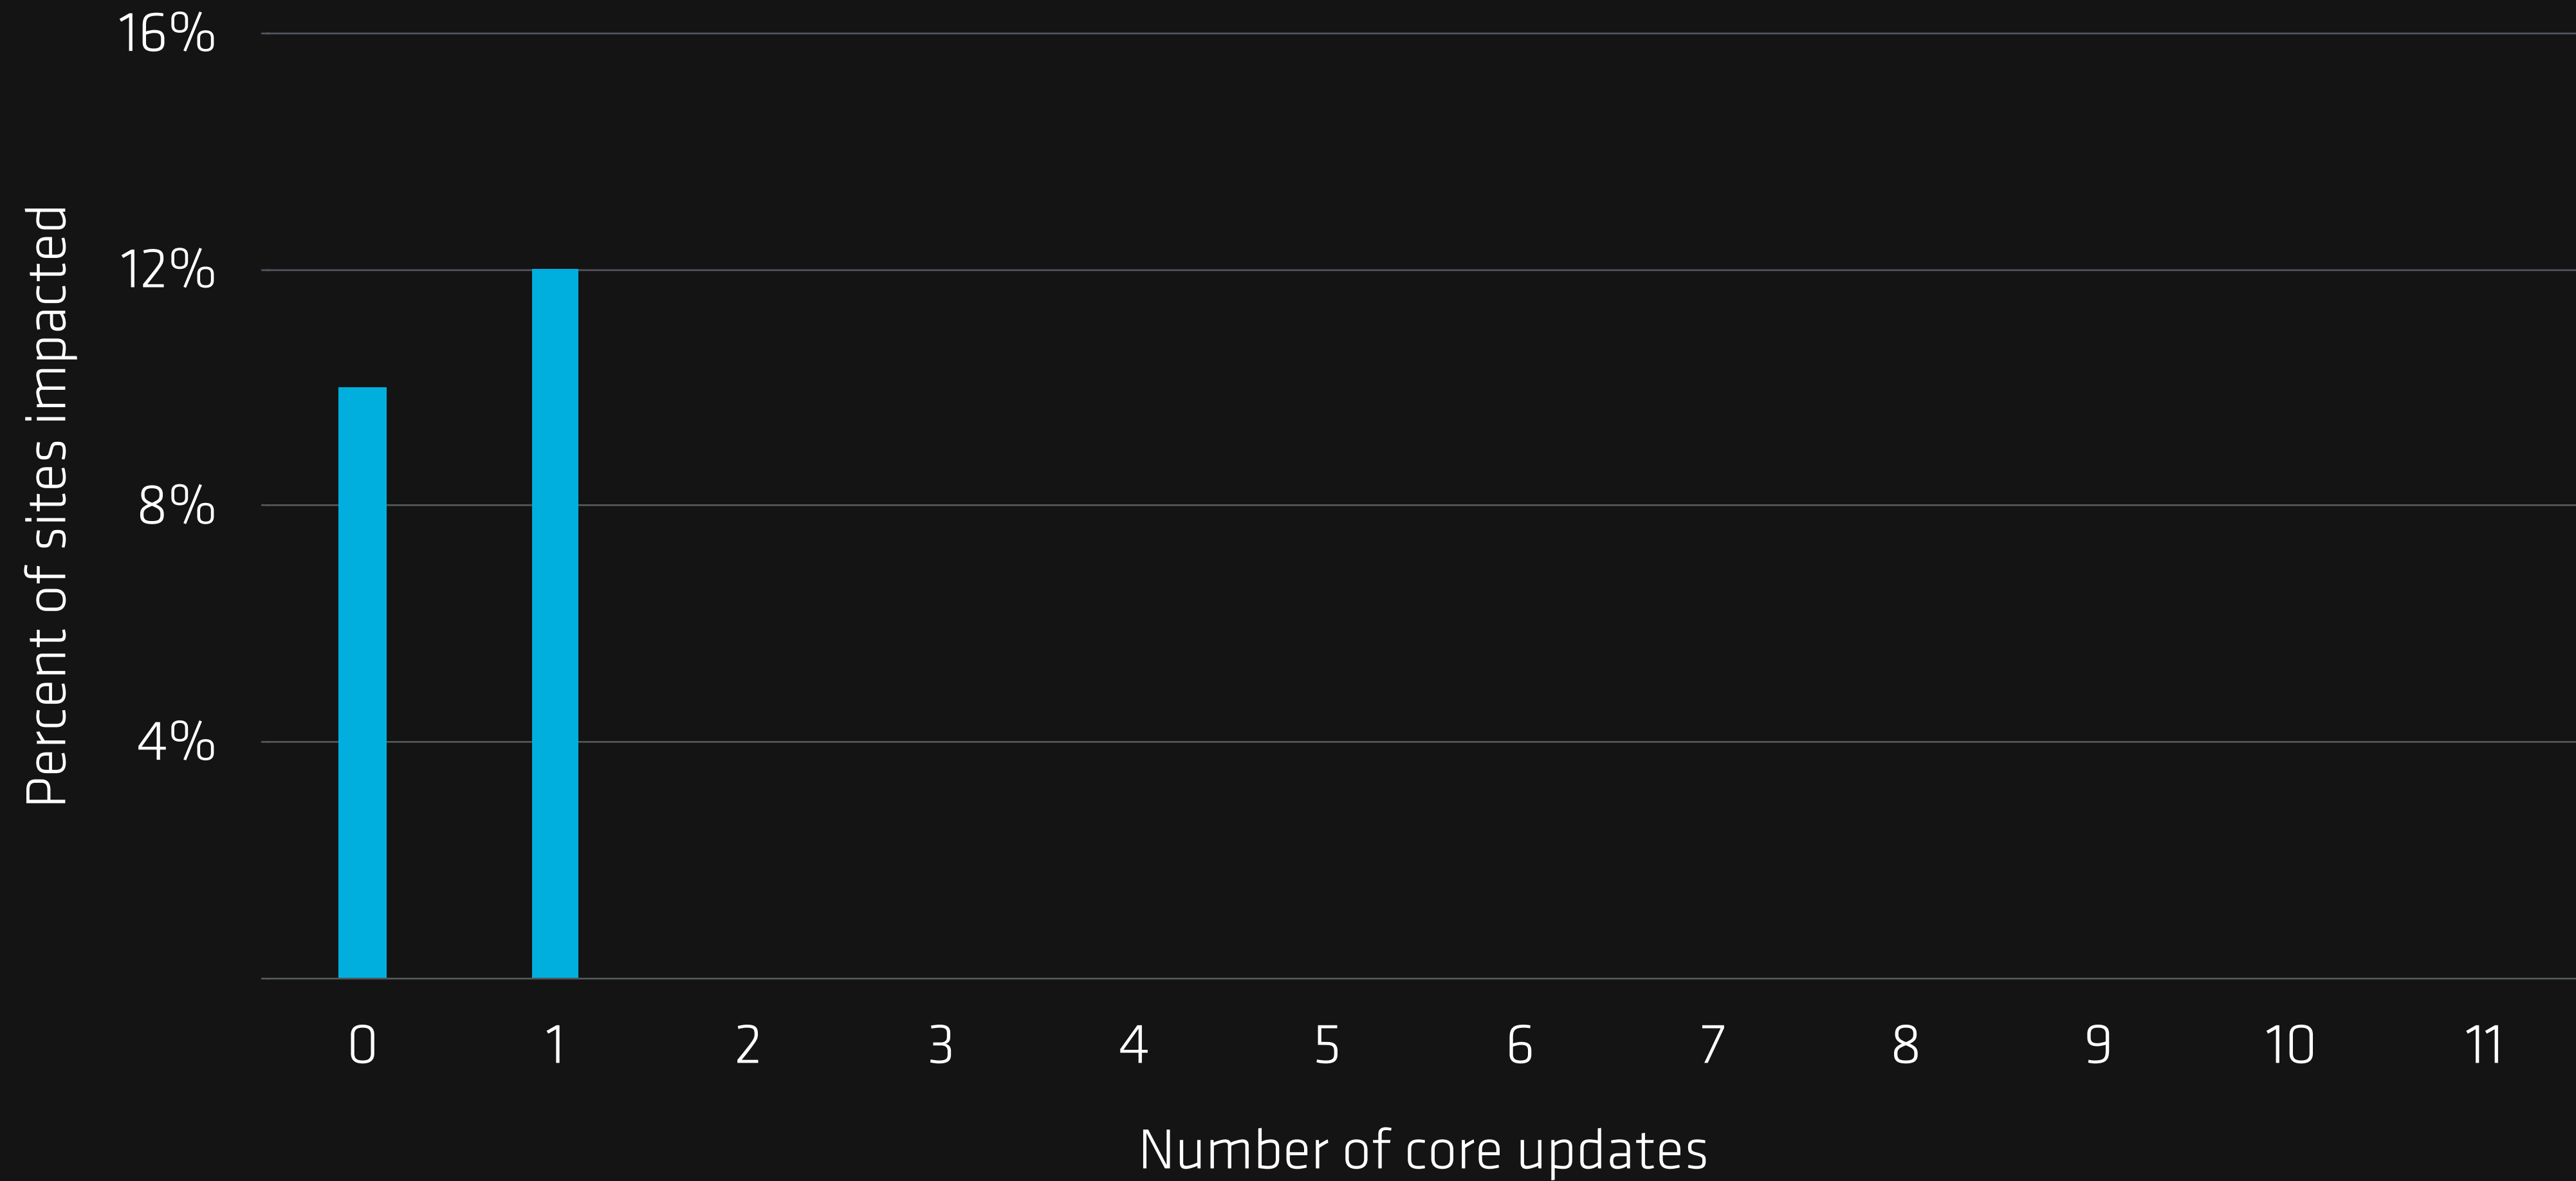 16%
12%
8%
4%
Percent of sites impacted
0 1 2 3 4 5 6 7 8 9 10 11
Number of core updates